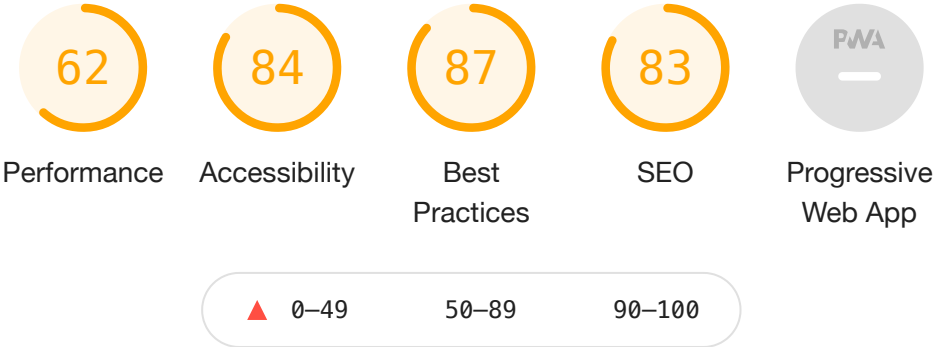 62 84 87 83 PWA
Performance Accessibility Best Practices SEO Progressive Web App
0–49 50–89 90–100